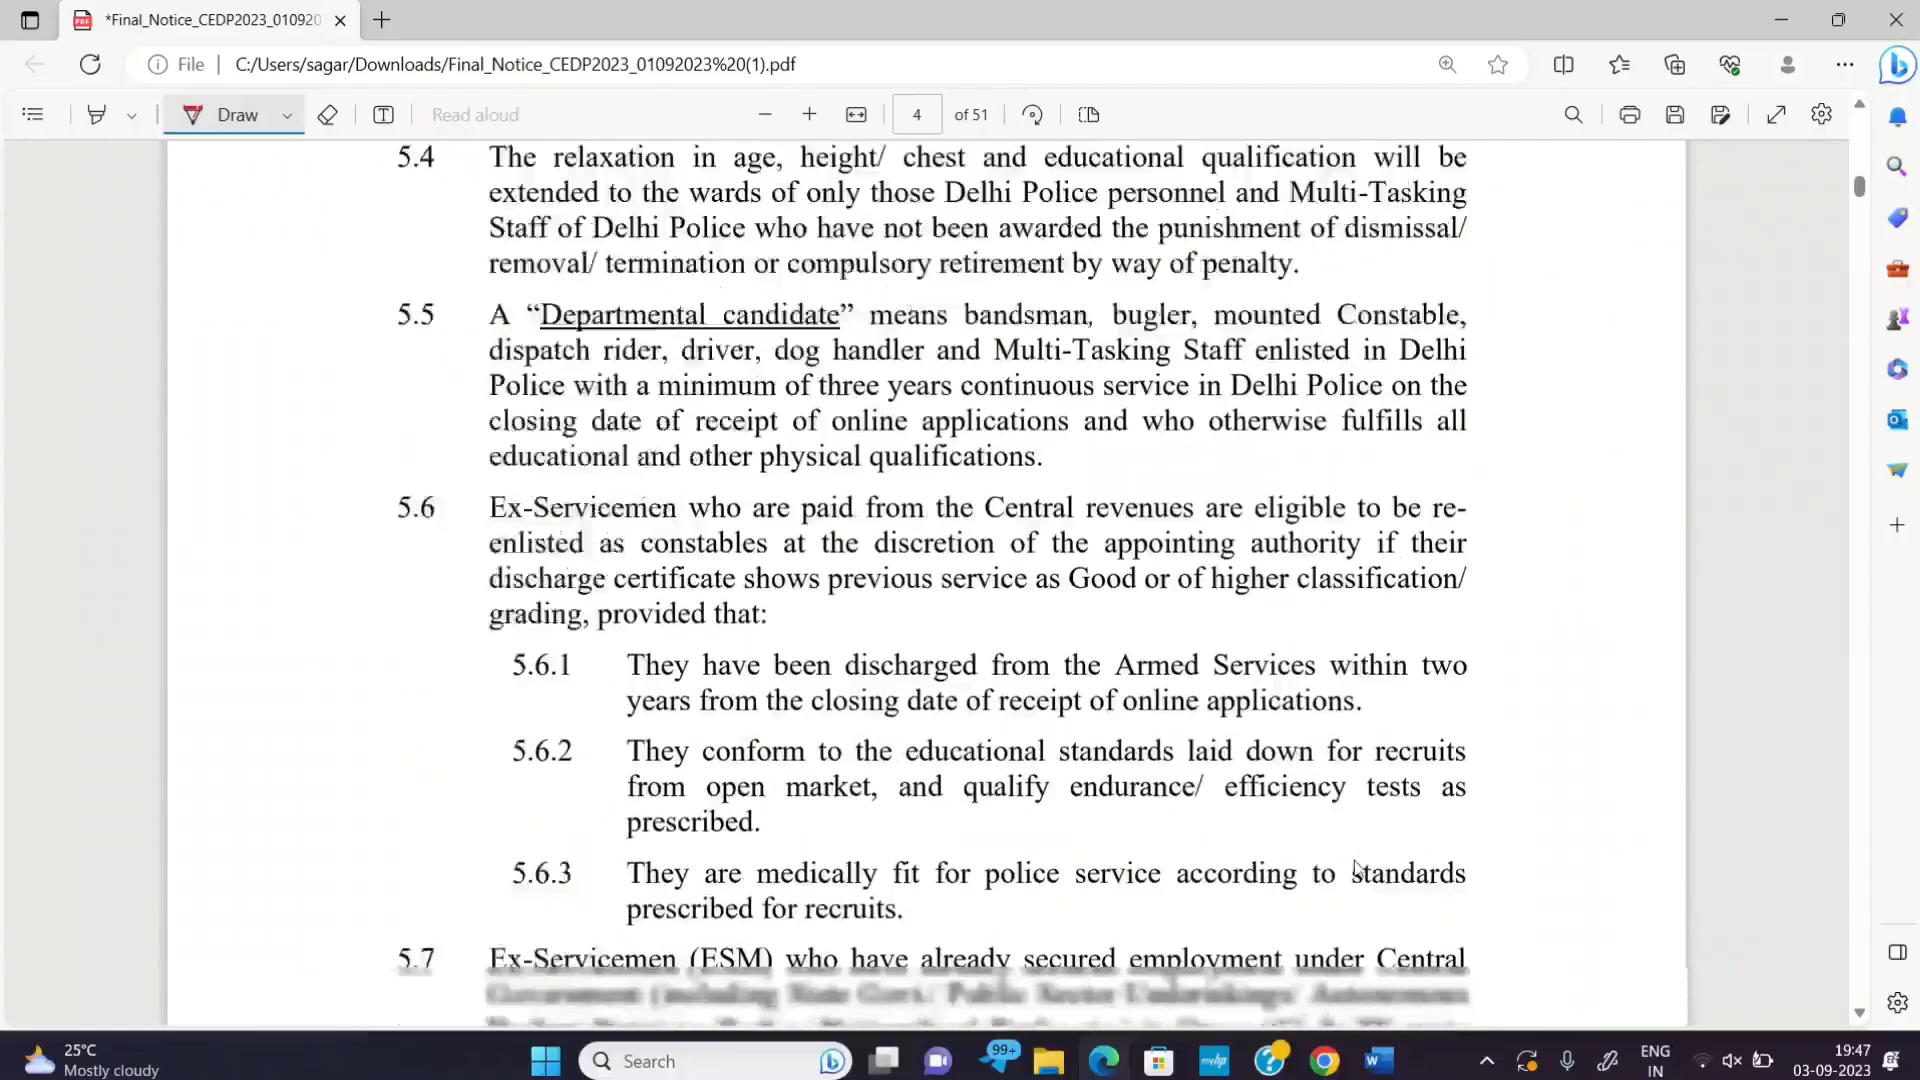 *Final_Notice_CEDP2023_010920
File
C:/Users/sagar/Downloads/Final_Notice_CEDP2023_01092023%20(1).pdf
Draw
Read aloud
4
of 51
5.4 The relaxation in age, height/ chest and educational qualification will be
extended to the wards of only those Delhi Police personnel and Multi-Tasking
Staff of Delhi Police who have not been awarded the punishment of dismissal/
removal/ termination or compulsory retirement by way of penalty.
5.5 A “Departmental candidate” means bandsman, bugler, mounted Constable,
dispatch rider, driver, dog handler and Multi-Tasking Staff enlisted in Delhi
Police with a minimum of three years continuous service in Delhi Police on the
closing date of receipt of online applications and who otherwise fulfills all
educational and other physical qualifications.
5.6 Ex-Servicemen who are paid from the Central revenues are eligible to be re-
enlisted as constables at the discretion of the appointing authority if their
discharge certificate shows previous service as Good or of higher classification/
grading, provided that:
5.6.1 They have been discharged from the Armed Services within two
years from the closing date of receipt of online applications.
5.6.2 They conform to the educational standards laid down for recruits
from open market, and qualify endurance/ efficiency tests as
prescribed.
5.6.3 They are medically fit for police service according to standards
prescribed for recruits.
5.7 Ex-Servicemen (ESM) who have already secured employment under Central
25°C
Mostly cloudy
Search
99+
ENG
IN
19:47
03-09-2023